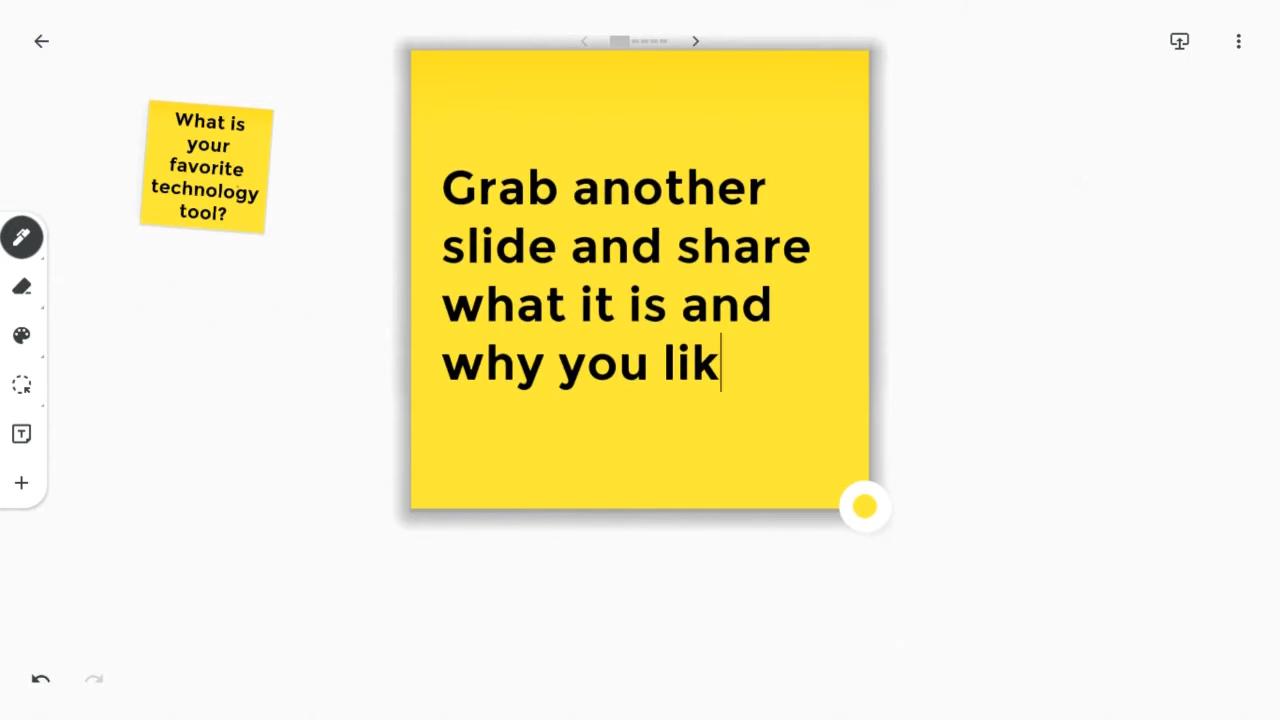 What is
your
favorite
technology
tool?
Grab another
slide and share
what it is and
why you lik